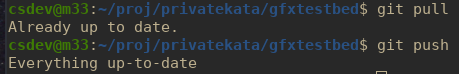 csdev@m33:~/proj/privatekata/gfxtestbed$ git pull
Already up to date.
csdev@m33:~/proj/privatekata/gfxtestbed$ git push
Everything up-to-date